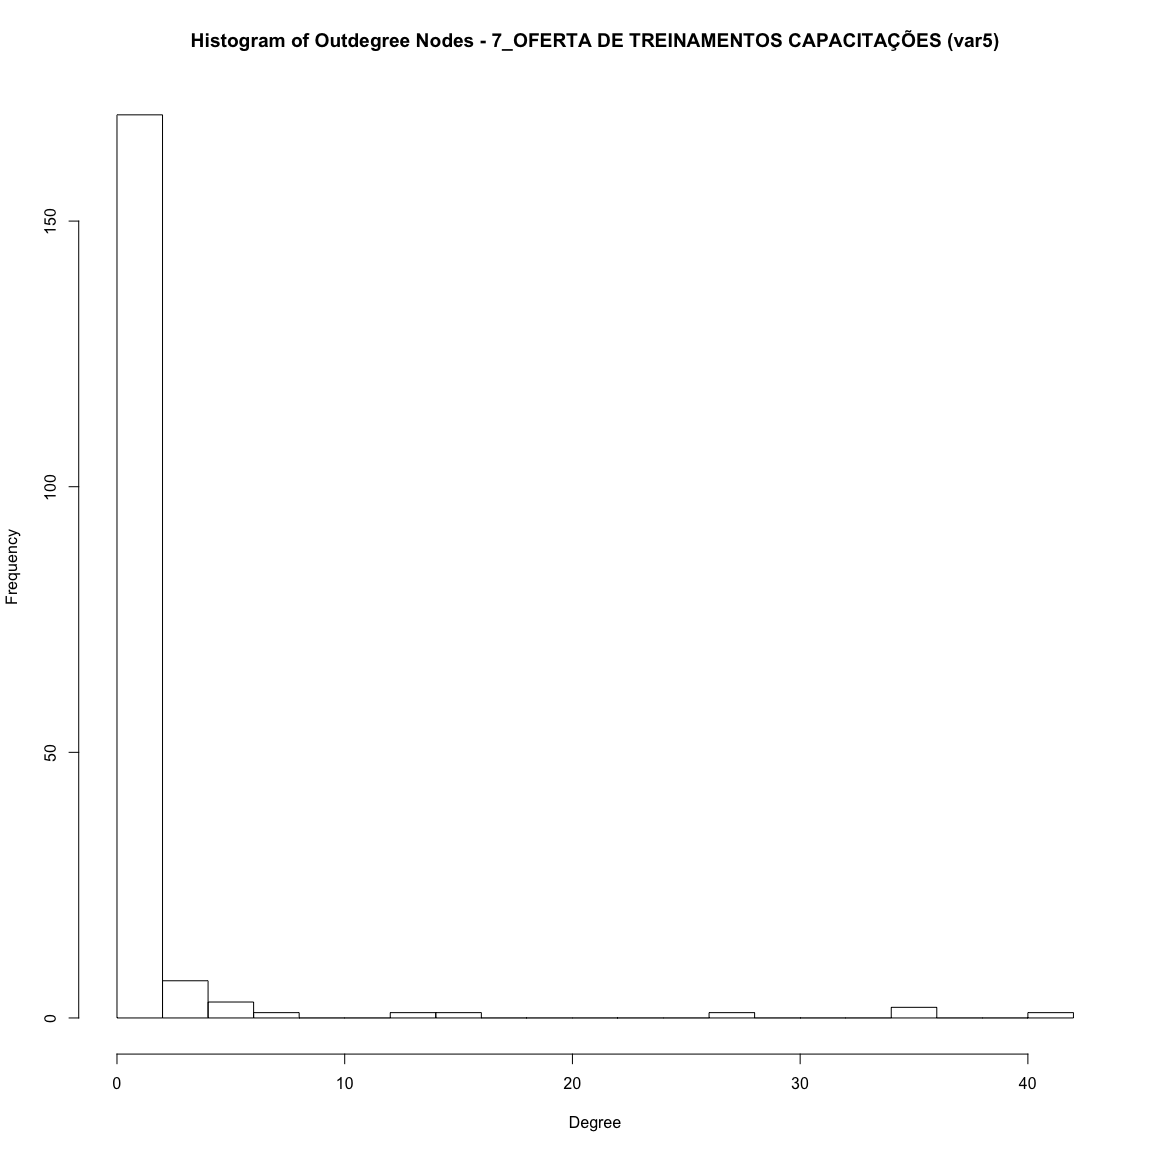 Histogram of Outdegree Nodes - 7_OFERTA DE TREINAMENTOS CAPACITAÇÕES (var5)
150
100
50
0
Frequency
0 10 20 30 40
Degree